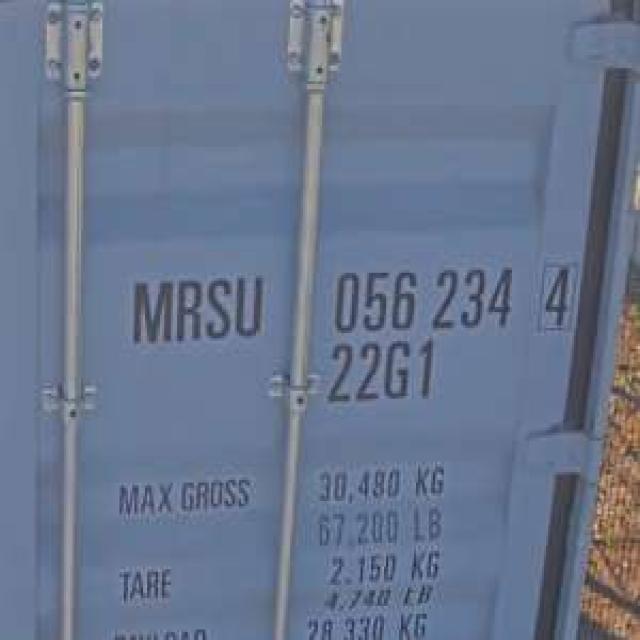 MRSU 056 234 4
22G1
MAX GROSS 30,480 KG
67,200 LB
TARE 2.150 KG
4,740 LB
PAYLOAD 28,330 KG